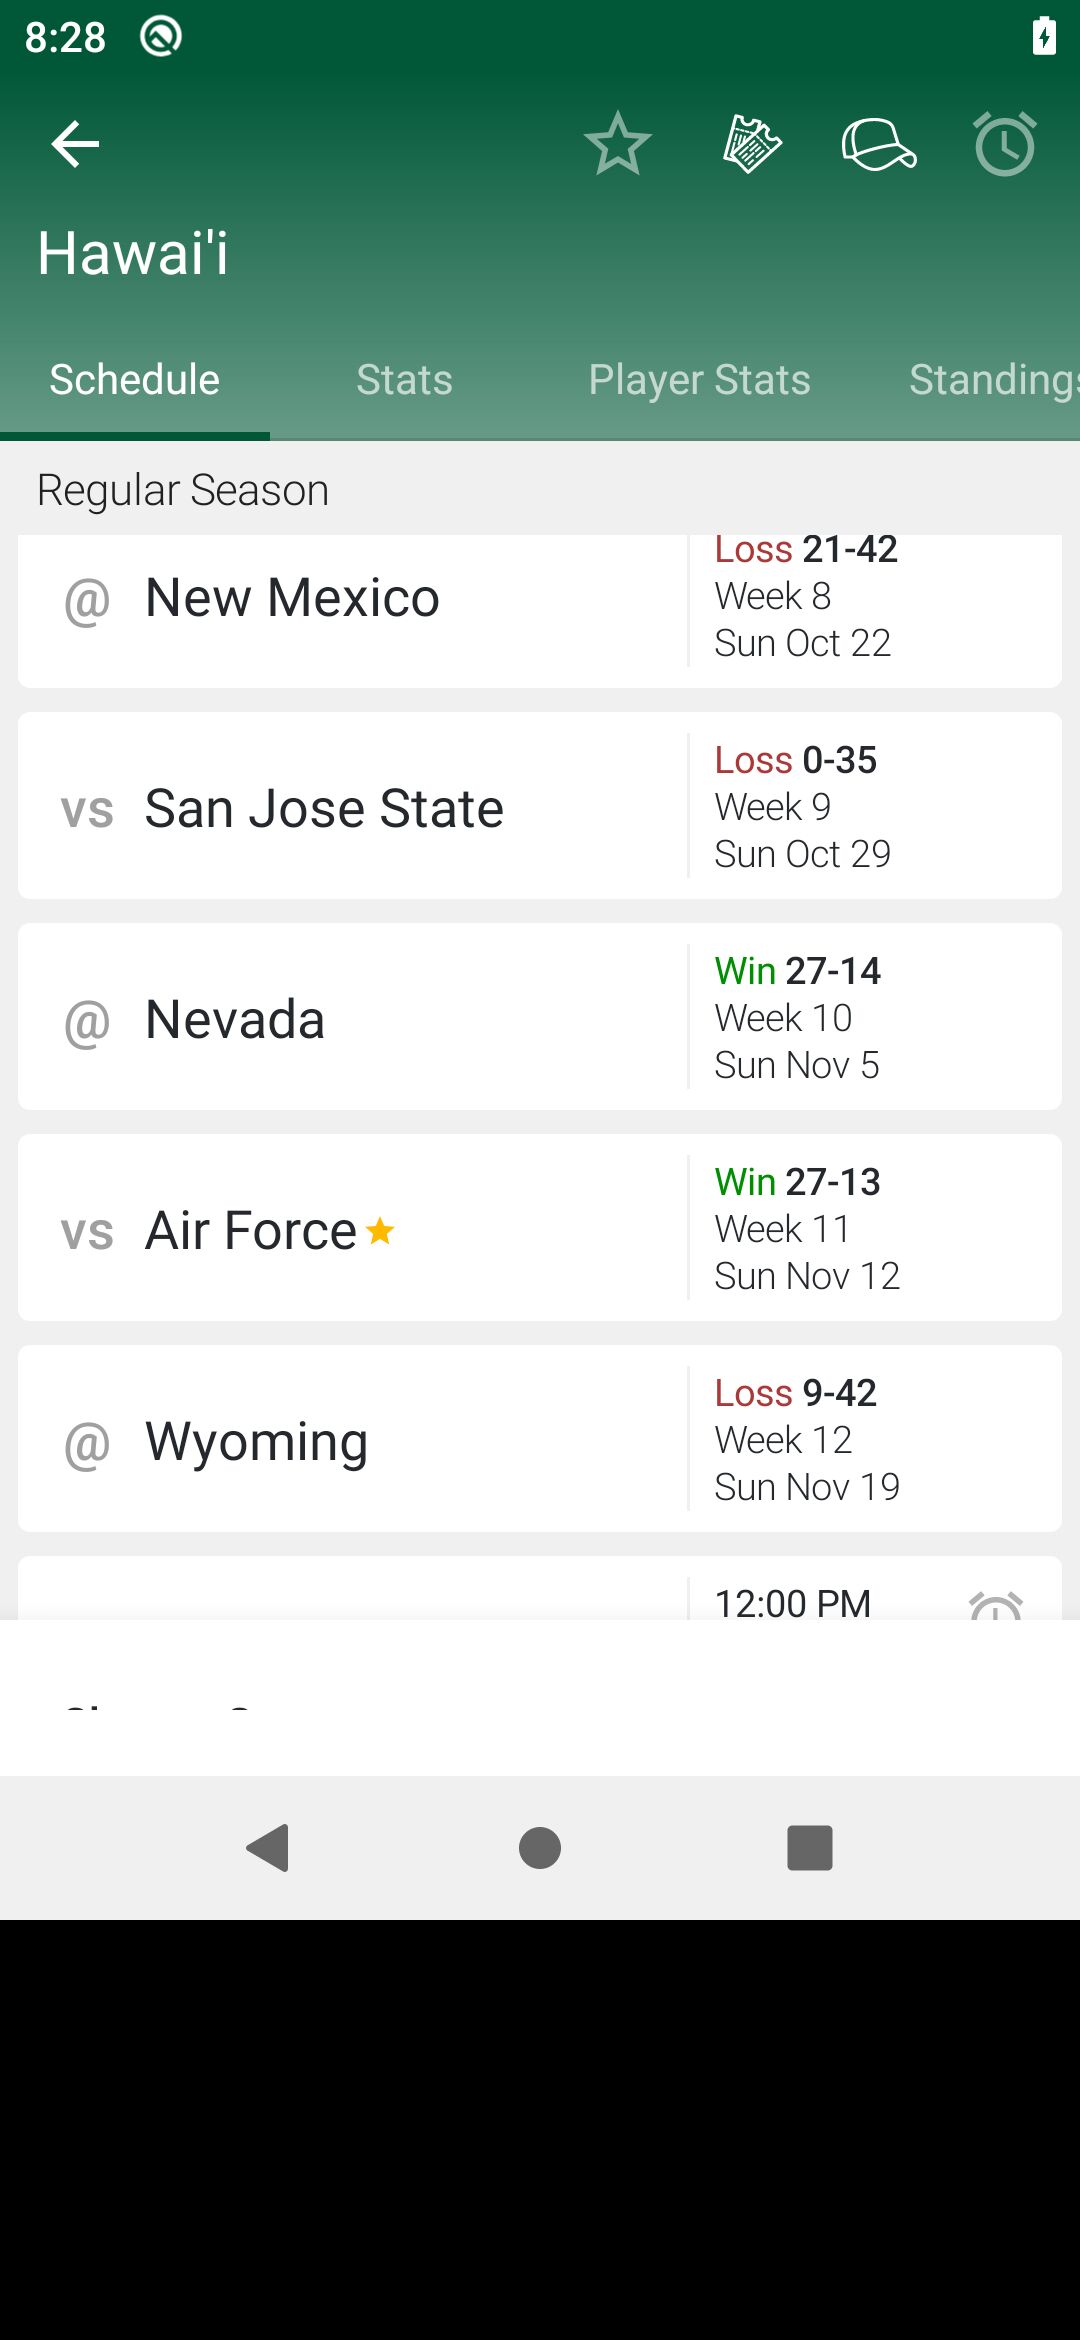 8:28
Hawai'i
Schedule Stats Player Stats Standings
Regular Season
@ New Mexico
Loss 21-42
Week 8
Sun Oct 22
vs San Jose State
Loss 0-35
Week 9
Sun Oct 29
@ Nevada
Win 27-14
Week 10
Sun Nov 5
vs Air Force
Win 27-13
Week 11
Sun Nov 12
@ Wyoming
Loss 9-42
Week 12
Sun Nov 19
12:00 PM